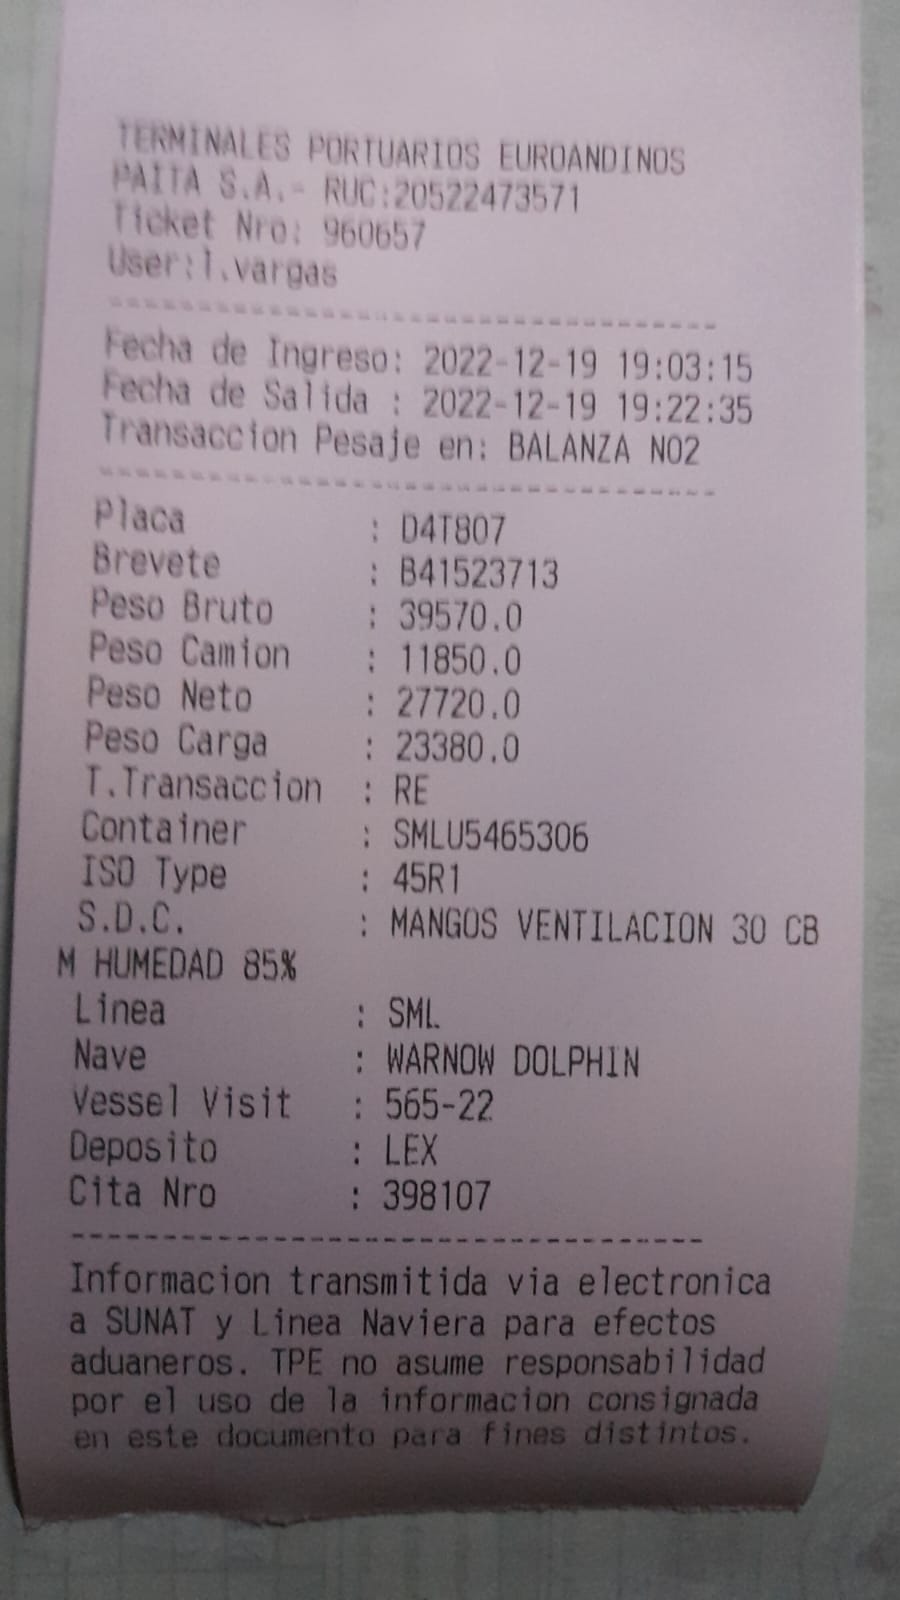 TERMINALES PORTUARIOS EUROANDINOS
PAITA S.A.- RUC:20522473571
Ticket Nro: 960657
User:l.vargas
------------------------------------
Fecha de Ingreso: 2022-12-19 19:03:15
Fecha de Salida : 2022-12-19 19:22:35
Transaccion Pesaje en: BALANZA NO2
------------------------------------
Placa : D4T807
Brevete : B41523713
Peso Bruto : 39570.0
Peso Camion : 11850.0
Peso Neto : 27720.0
Peso Carga : 23380.0
T.Transaccion : RE
Container : SMLU5465306
ISO Type : 45R1
S.D.C. : MANGOS VENTILACION 30 CB
M HUMEDAD 85%
Linea : SML
Nave : WARNOW DOLPHIN
Vessel Visit : 565-22
Deposito : LEX
Cita Nro : 398107
------------------------------------
Informacion transmitida via electronica
a SUNAT y Linea Naviera para efectos
aduaneros. TPE no asume responsabilidad
por el uso de la informacion consignada
en este documento para fines distintos.